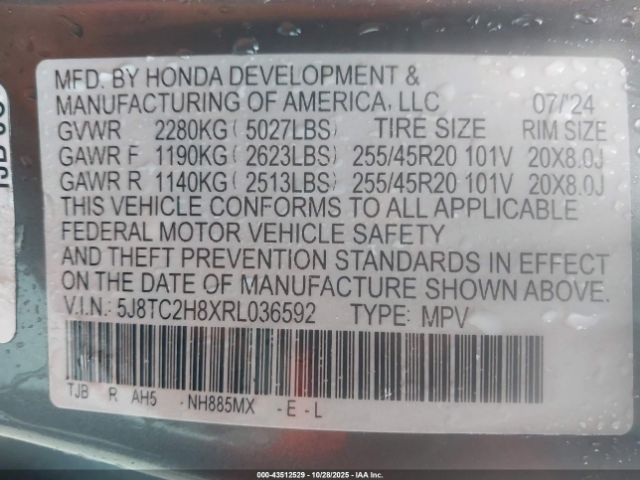 MFD. BY HONDA DEVELOPMENT &
MANUFACTURING OF AMERICA, LLC 07/'24
GVWR 2280KG( 5027LBS) TIRE SIZE RIM SIZE
GAWR F 1190KG( 2623LBS) 255/45R20 101V 20X8.0J
GAWR R 1140KG( 2513LBS) 255/45R20 101V 20X8.0J
THIS VEHICLE CONFORMS TO ALL APPLICABLE
FEDERAL MOTOR VEHICLE SAFETY
AND THEFT PREVENTION STANDARDS IN EFFECT
ON THE DATE OF MANUFACTURE SHOWN ABOVE.
V.I.N.: 5J8TC2H8XRL036592 TYPE: MPV
TJB R AH5 NH885MX - E - L
000-43512529 | 10/28/2025 | IAA Inc.